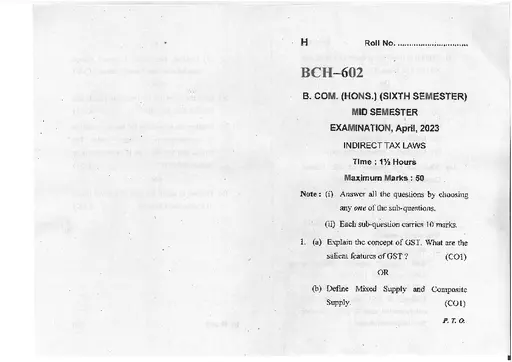 H Roll No. ..............................
BCH–602
B. COM. (HONS.) (SIXTH SEMESTER)
MID SEMESTER
EXAMINATION, April, 2023
INDIRECT TAX LAWS
Time : 1½ Hours
Maximum Marks : 50
Note : (i) Answer all the questions by choosing
any one of the sub-questions.
(ii) Each sub-question carries 10 marks.
1. (a) Explain the concept of GST. What are the
salient features of GST ? (CO1)
OR
(b) Define Mixed Supply and Composite
Supply. (CO1)
P. T. O.